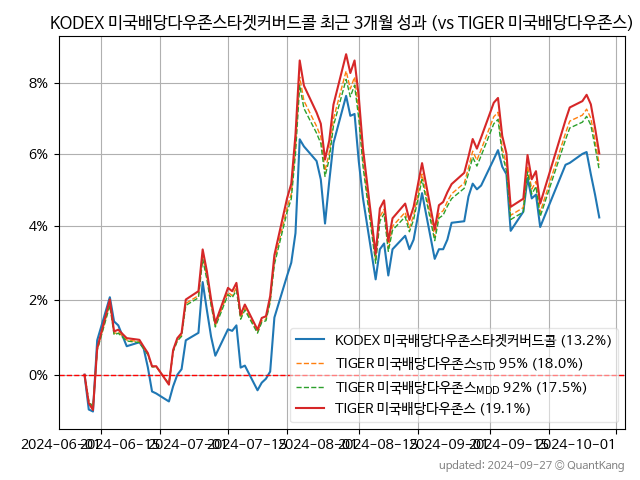 KODEX 미국배당다우존스타겟커버드콜 최근 3개월 성과 (vs TIGER 미국배당다우존스)
8%
6%
4%
2%
0%
KODEX 미국배당다우존스타겟커버드콜 (13.2%)
TIGER 미국배당다우존스STD 95% (18.0%)
TIGER 미국배당다우존스MDD 92% (17.5%)
TIGER 미국배당다우존스 (19.1%)
2024-06-01 2024-06-15 2024-07-01 2024-07-15 2024-08-01 2024-08-15 2024-09-01 2024-09-15 2024-10-01
updated: 2024-09-27 © QuantKang